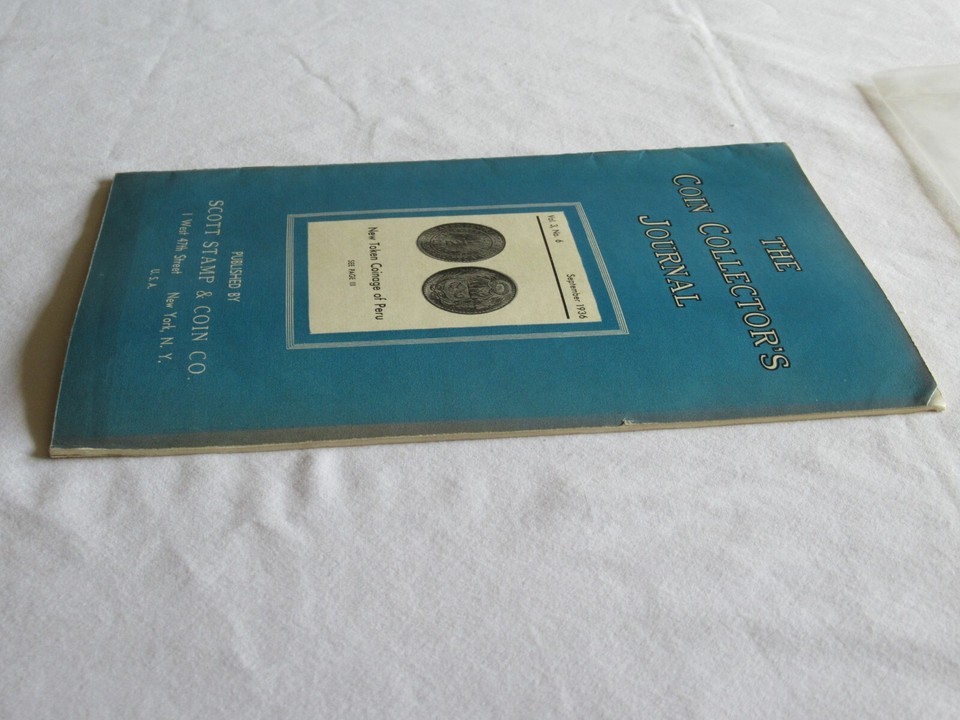 THE
COIN COLLECTOR'S
JOURNAL
Vol. 3, No. 6 September 1936
New Token Coinage of Peru
SEE PAGE 111
PUBLISHED BY
SCOTT STAMP & COIN CO.
1 West 47th Street New York, N. Y.
U.S.A.